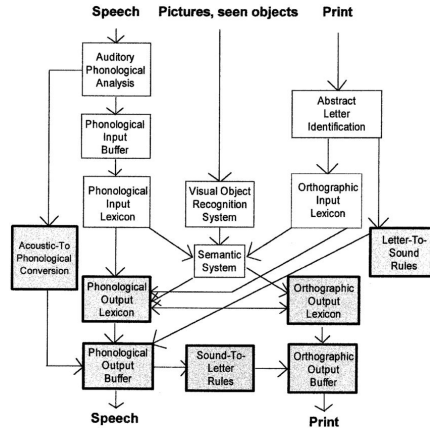 Speech
Pictures, seen objects
Print
Auditory
Phonological
Analysis
Abstract
Letter
Identification
Phonological
Input
Buffer
Phonological
Input
Lexicon
Visual Object
Recognition
System
Orthographic
Input
Lexicon
Acoustic-To
Phonological
Conversion
Semantic
System
Letter-To-
Sound
Rules
Phonological
Output
Lexicon
Orthographic
Output
Lexicon
Phonological
Output
Buffer
Sound-To-
Letter
Rules
Orthographic
Output
Buffer
Speech
Print